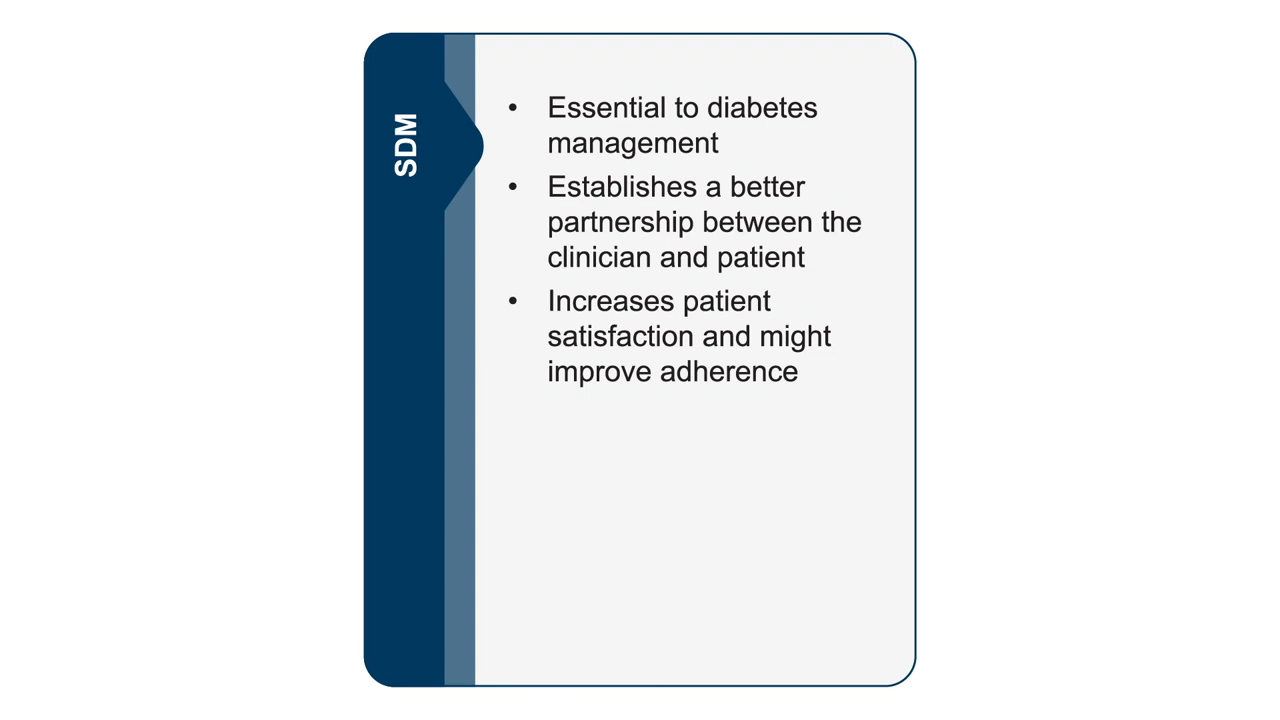 SDM
• Essential to diabetes
management
• Establishes a better
partnership between the
clinician and patient
• Increases patient
satisfaction and might
improve adherence